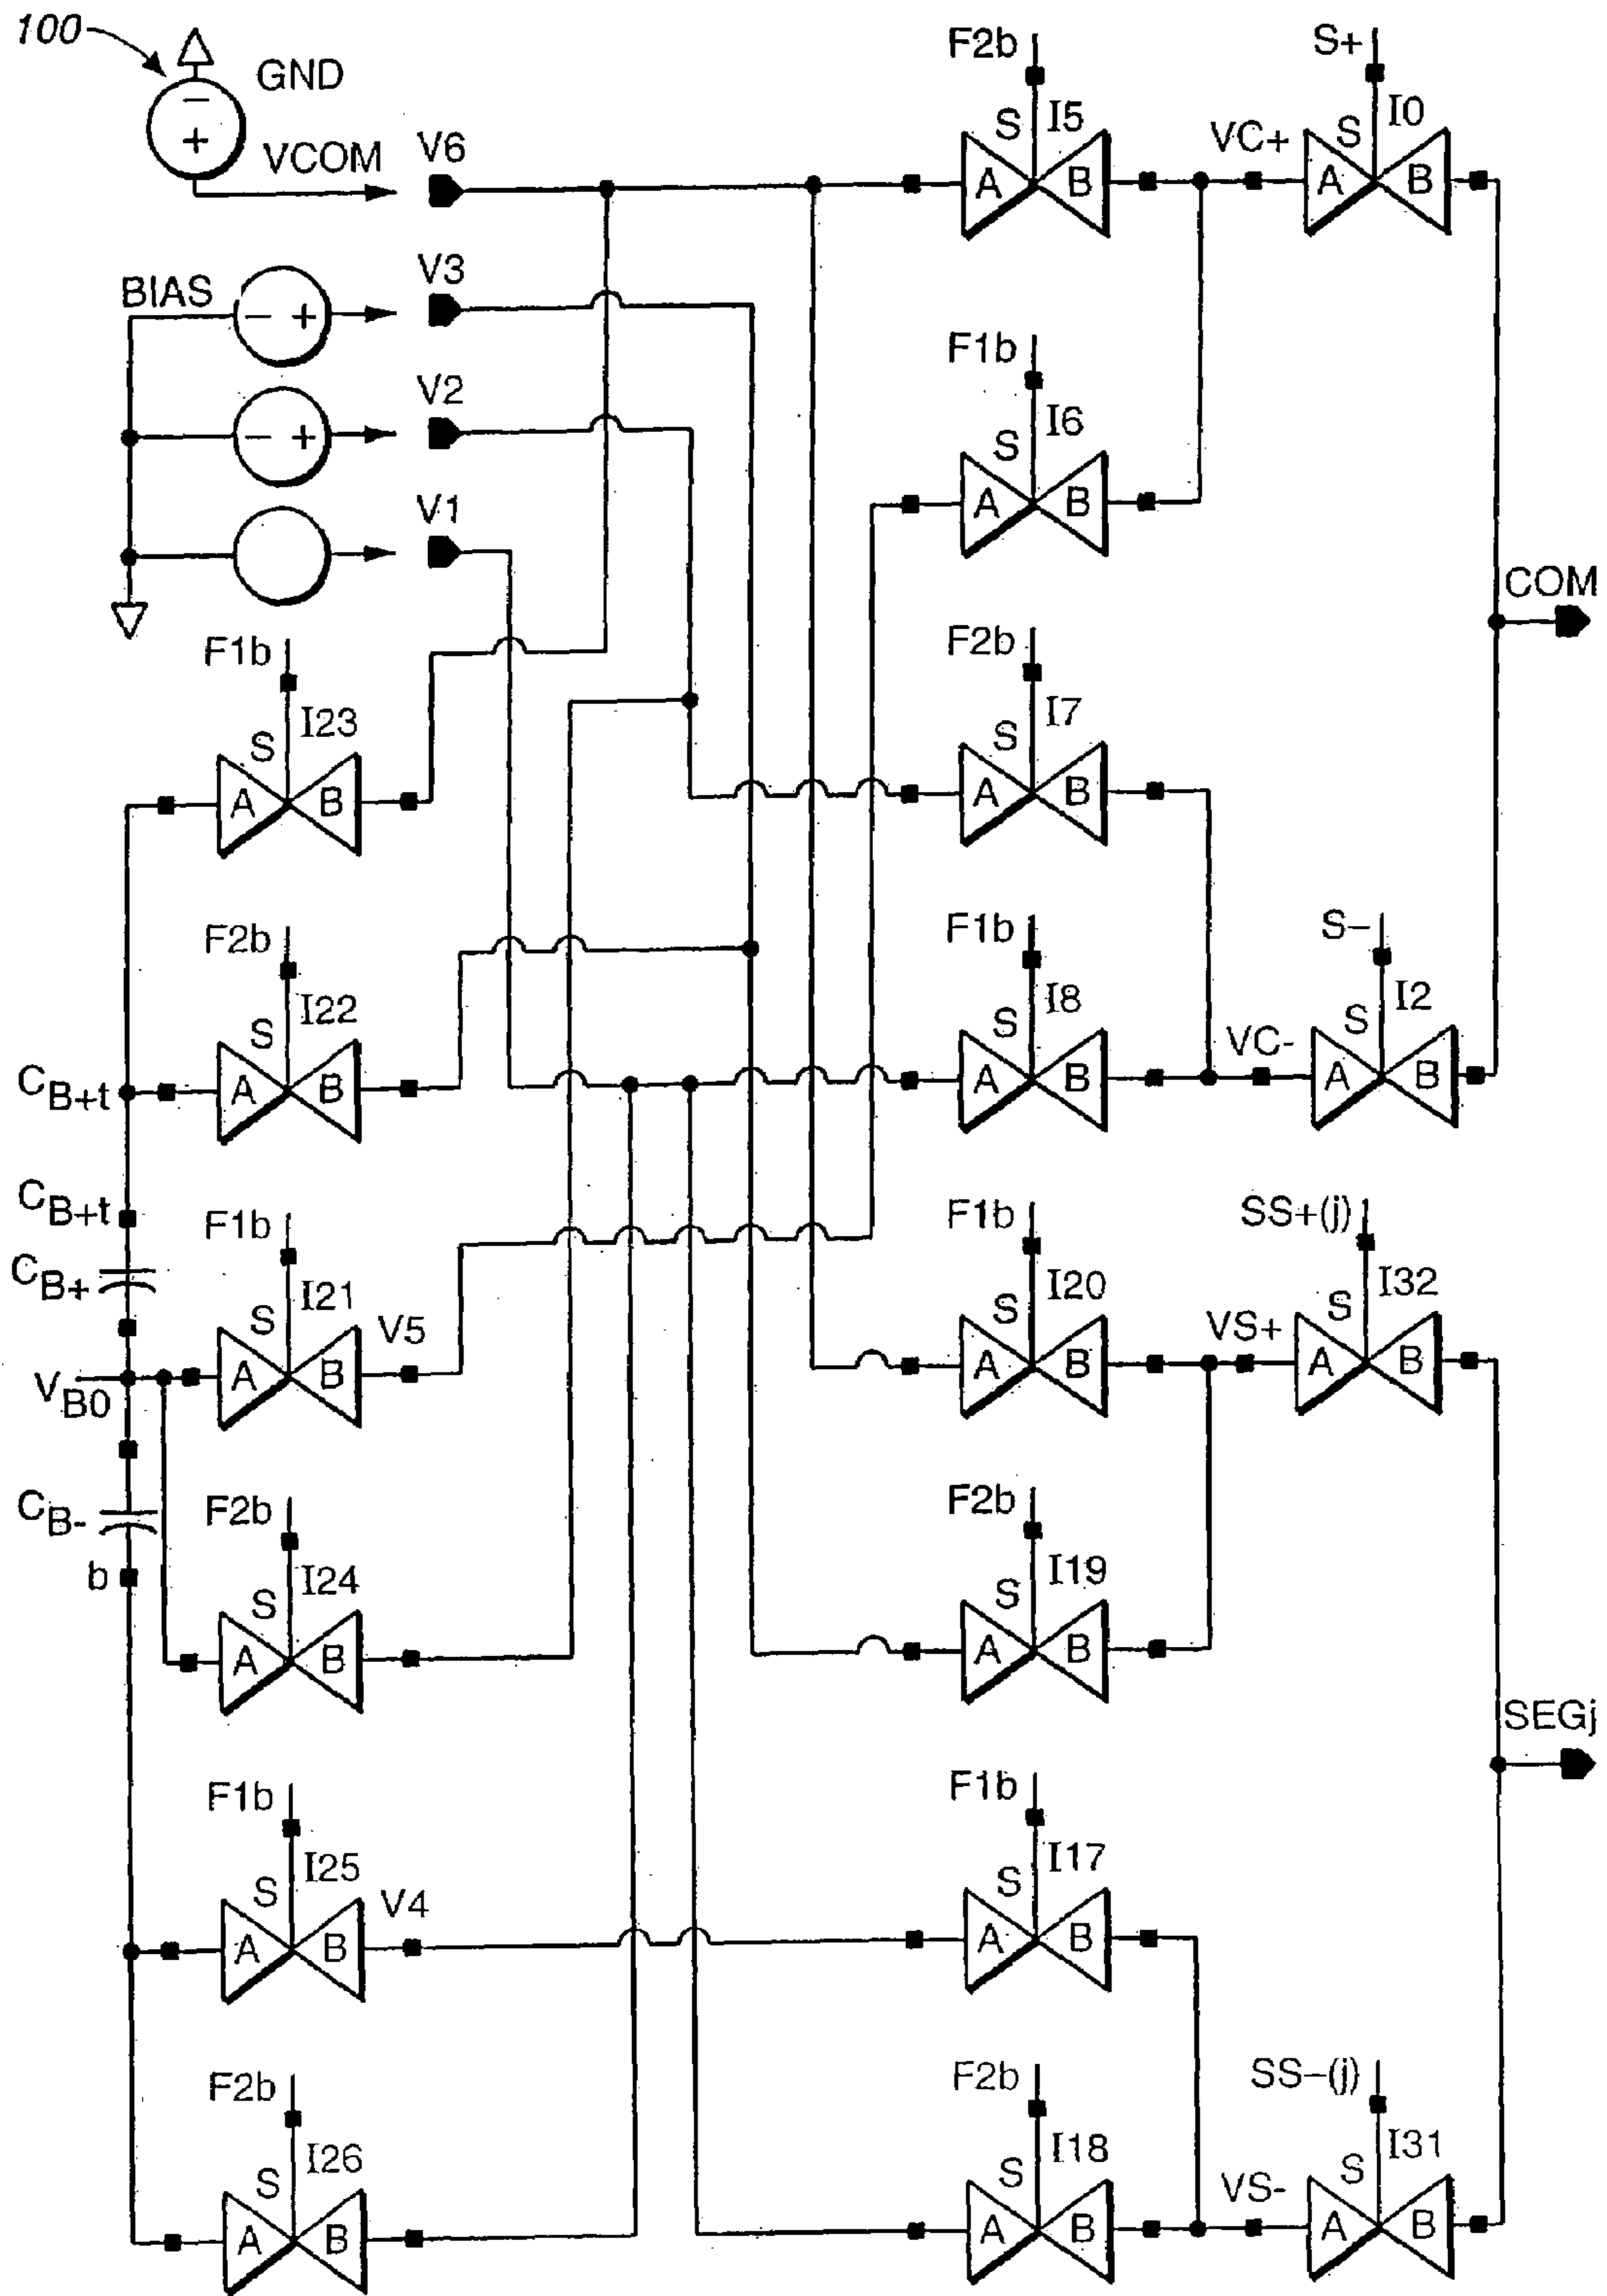 100
GND
− +
VCOM
V6
BIAS
− +
V3
− +
V2
V1
F2b
S I5
A B
VC+
S+
S I0
A B
F1b
S I6
A B
COM
F1b
S I23
A B
F2b
S I7
A B
F2b
S I22
A B
CB+t
F1b
S I8
A B
VC-
S−
S I2
A B
CB+t
CB+
F1b
S I21
A B
V5
VB0
F1b
S I20
A B
VS+
SS+(j)
S I32
A B
CB-
b
F2b
S I24
A B
F2b
S I19
A B
SEGj
F1b
S I25
A B
V4
F1b
S I17
A B
F2b
S I26
A B
F2b
S I18
A B
VS-
SS−(j)
S I31
A B